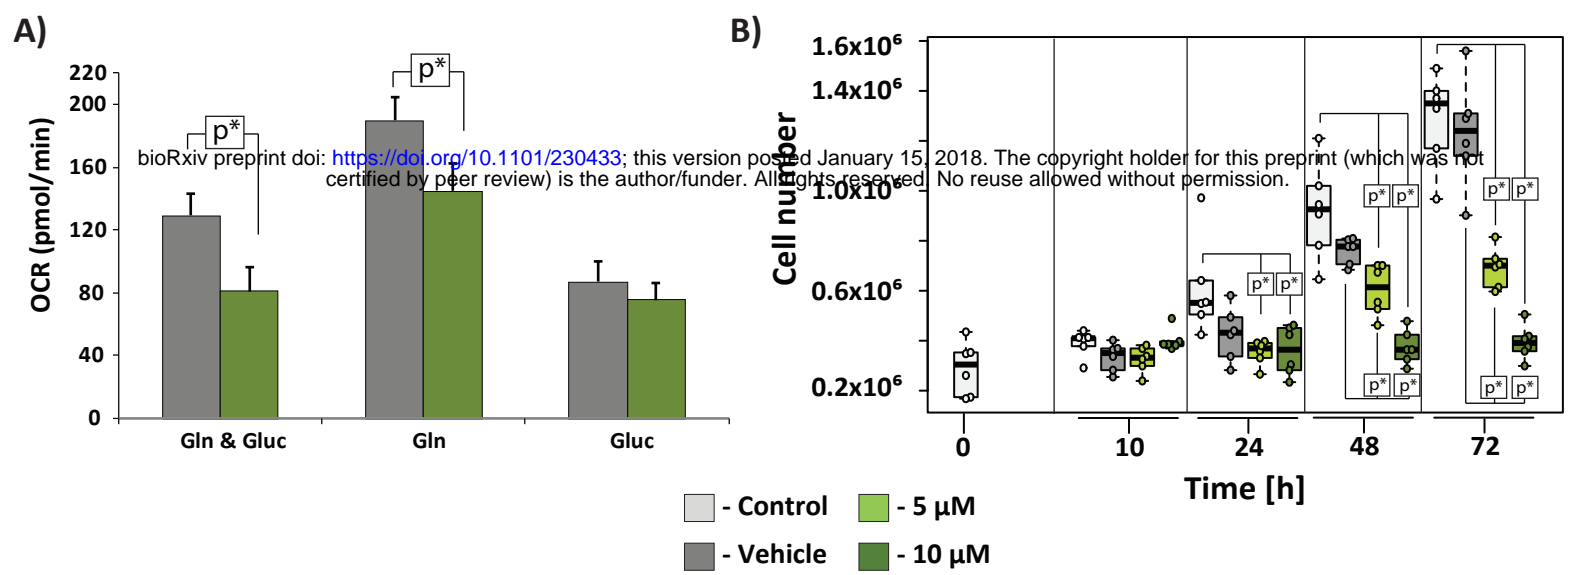 A)
B)
OCR (pmol/min)
220
200
160
120
80
40
0
p*
p*
Gln & Gluc
Gln
Gluc
bioRxiv preprint doi: https://doi.org/10.1101/230433; this version posted January 15, 2018. The copyright holder for this preprint (which was not
certified by peer review) is the author/funder. All rights reserved. No reuse allowed without permission.
Cell number
1.6x10⁶
1.4x10⁶
1.0x10⁶
0.6x10⁶
0.2x10⁶
p* p*
p* p*
p* p*
p* p*
p* p*
0
10
24
48
72
Time [h]
- Control
- 5 µM
- Vehicle
- 10 µM